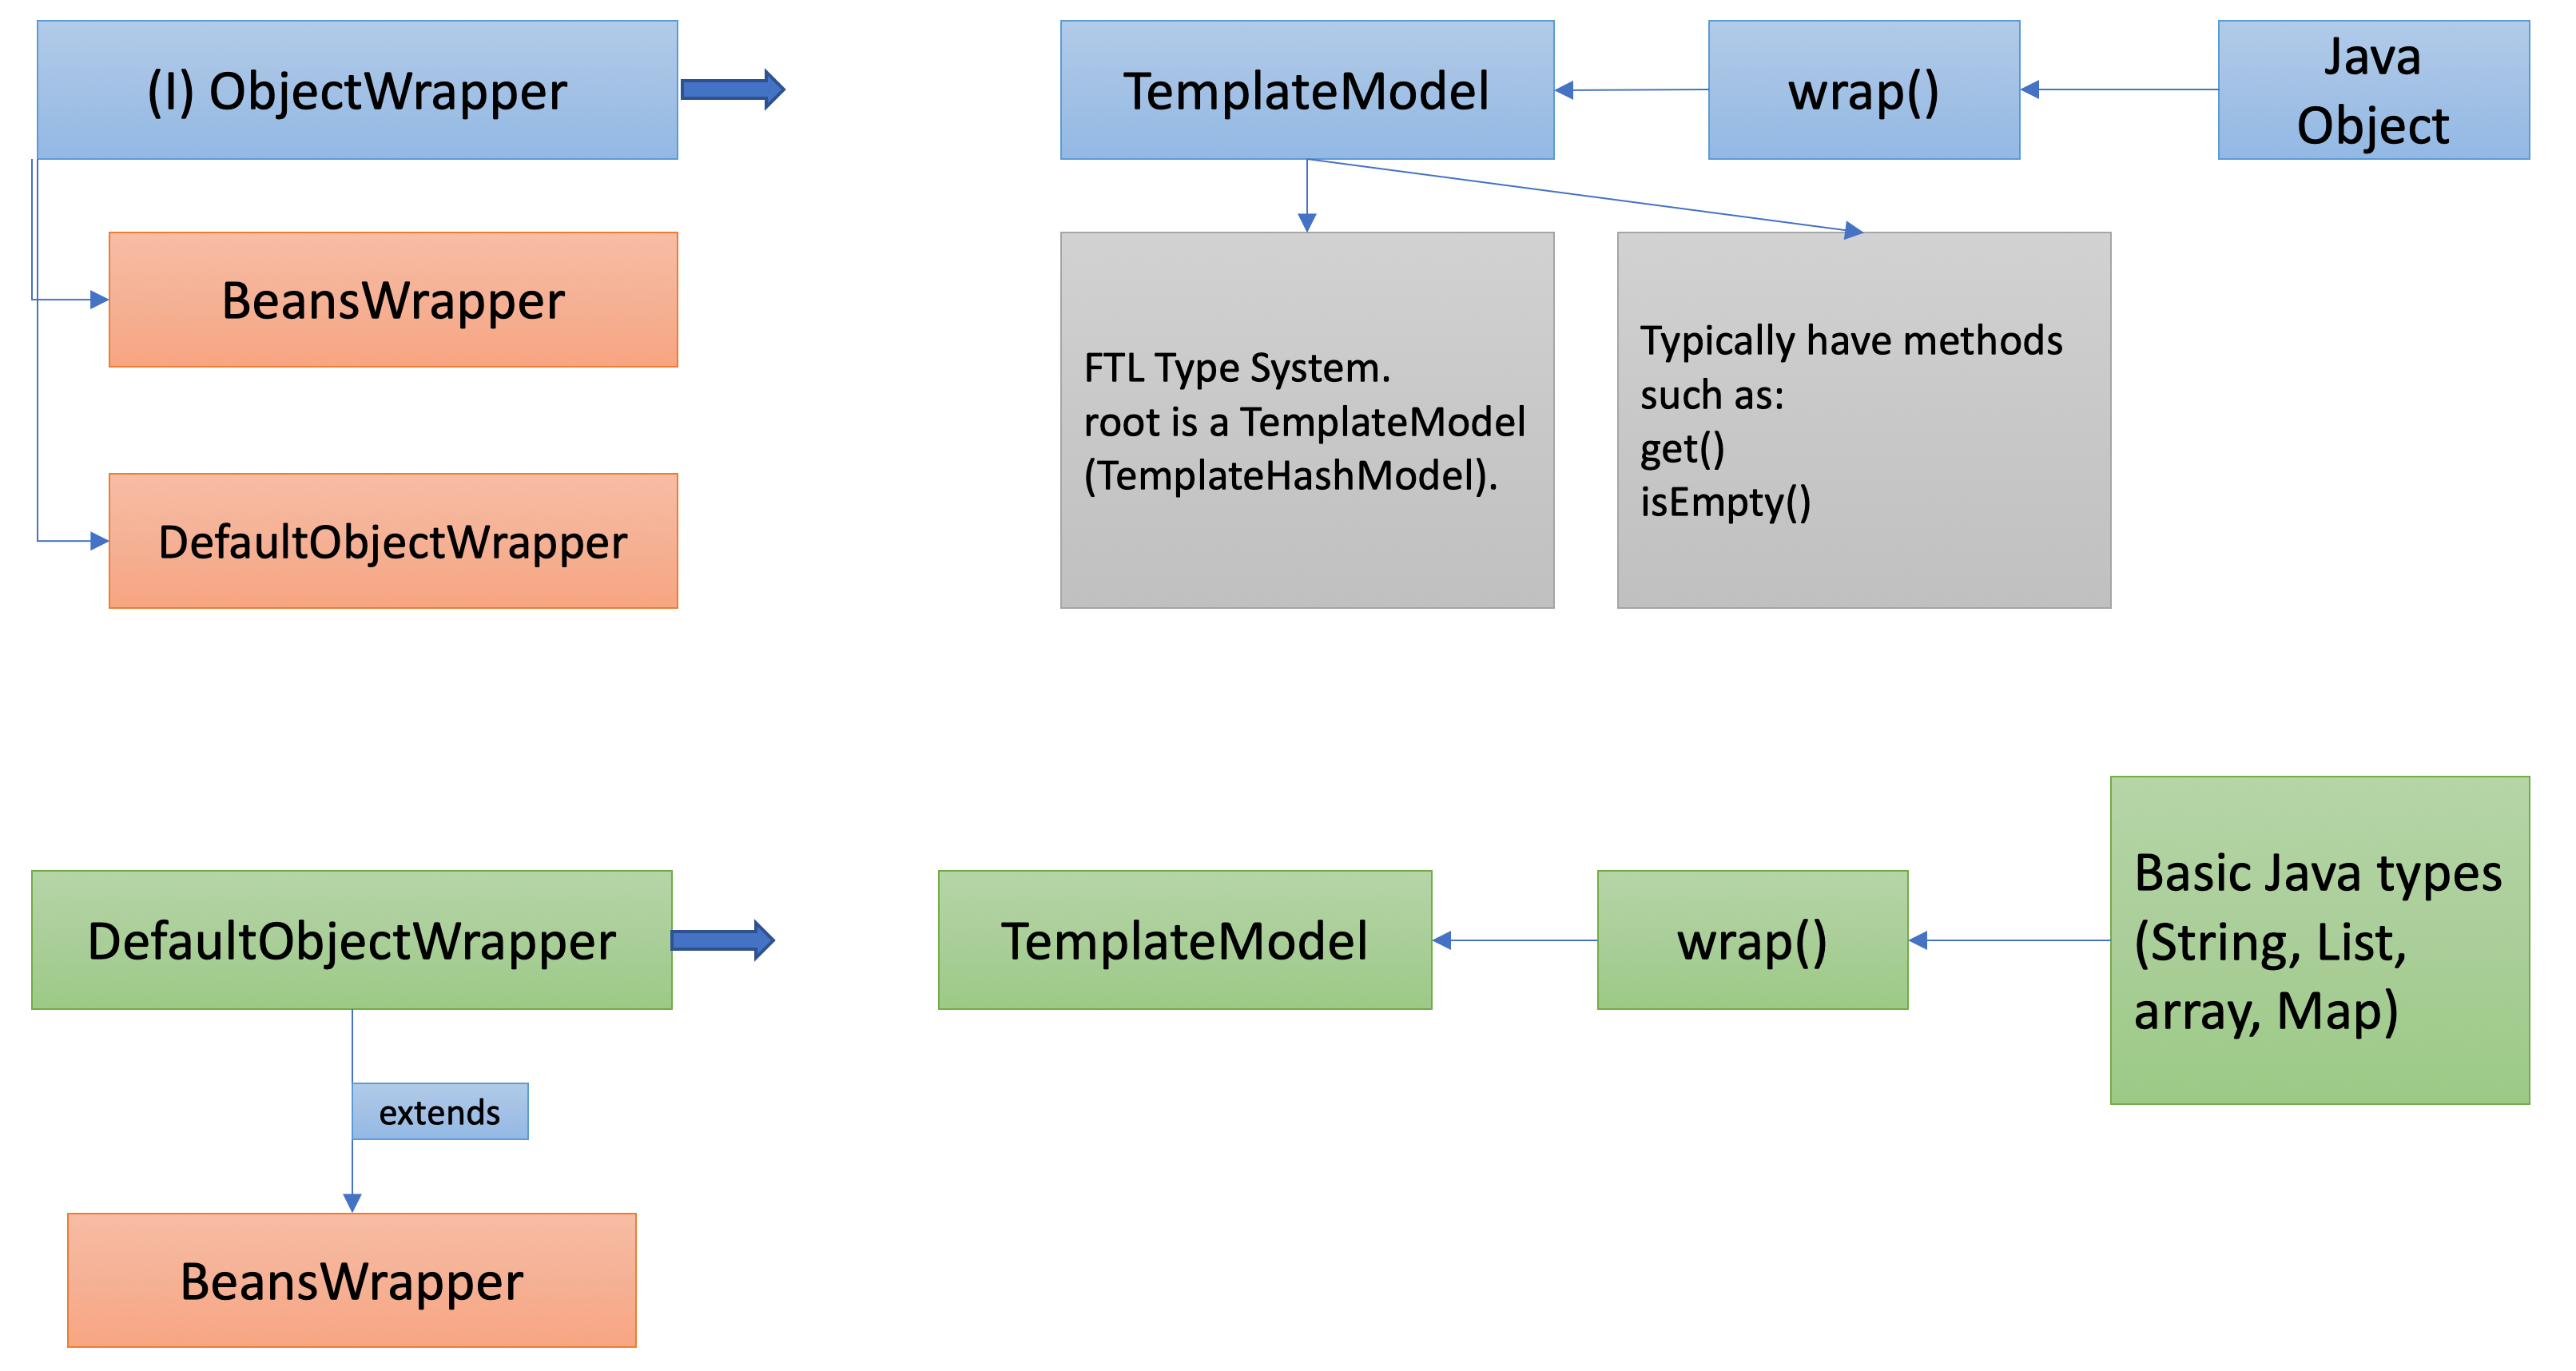 (I) ObjectWrapper
TemplateModel
wrap()
Java
Object
BeansWrapper
DefaultObjectWrapper
FTL Type System.
root is a TemplateModel
(TemplateHashModel).
Typically have methods
such as:
get()
isEmpty()
DefaultObjectWrapper
TemplateModel
wrap()
Basic Java types
(String, List,
array, Map)
extends
BeansWrapper